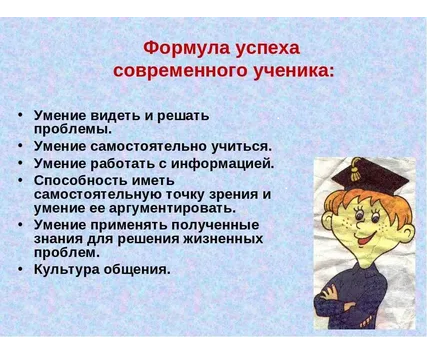 Формула успеха
современного ученика:
• Умение видеть и решать
проблемы.
• Умение самостоятельно учиться.
• Умение работать с информацией.
• Способность иметь
самостоятельную точку зрения и
умение ее аргументировать.
• Умение применять полученные
знания для решения жизненных
проблем.
• Культура общения.